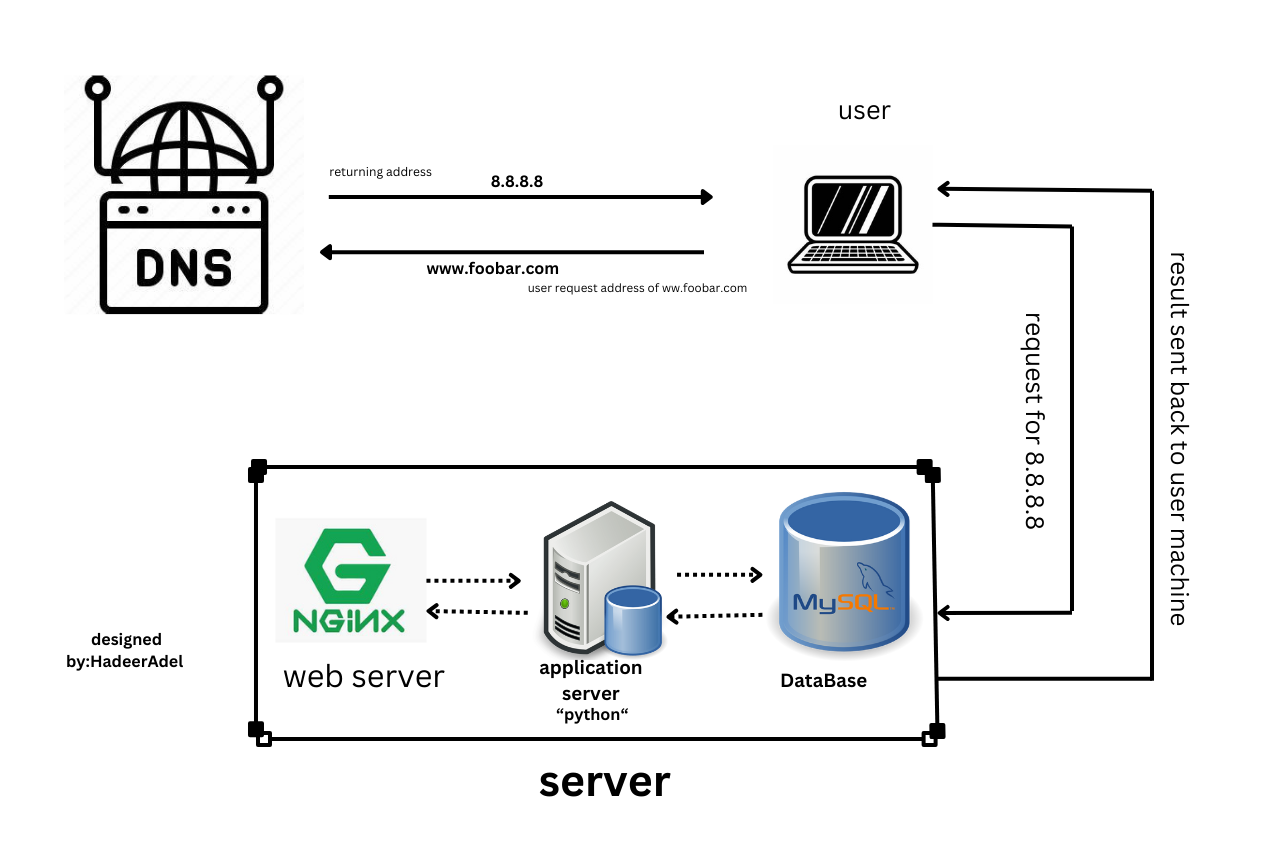 user
returning address
8.8.8.8
DNS
www.foobar.com
user request address of ww.foobar.com
request for 8.8.8.8
result sent back to user machine
NGiNX
web server
application
server
“python“
MySQL
DataBase
designed
by:HadeerAdel
server